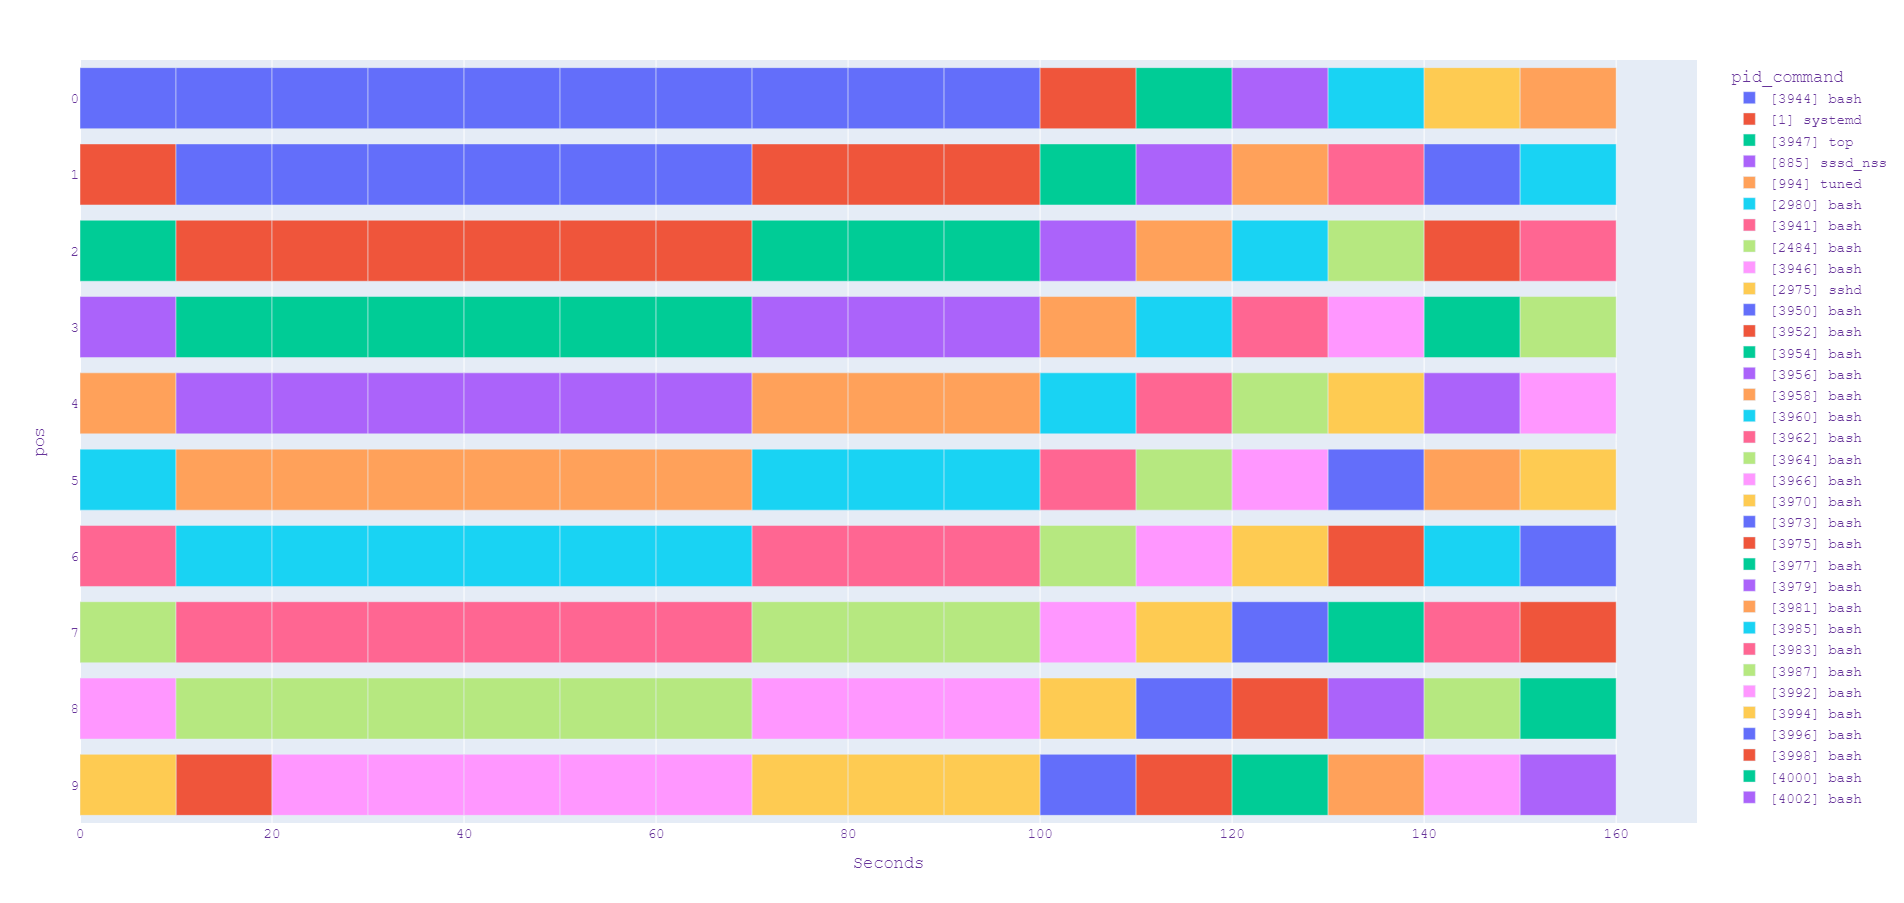 pid_command
[3944] bash
[1] systemd
[3947] top
[885] sssd_nss
[994] tuned
[2980] bash
[3941] bash
[2484] bash
[3946] bash
[2975] sshd
[3950] bash
[3952] bash
[3954] bash
[3956] bash
[3958] bash
[3960] bash
[3962] bash
[3964] bash
[3966] bash
[3970] bash
[3973] bash
[3975] bash
[3977] bash
[3979] bash
[3981] bash
[3985] bash
[3983] bash
[3987] bash
[3992] bash
[3994] bash
[3996] bash
[3998] bash
[4000] bash
[4002] bash
pos
0
1
2
3
4
5
6
7
8
9
0 20 40 60 80 100 120 140 160
Seconds